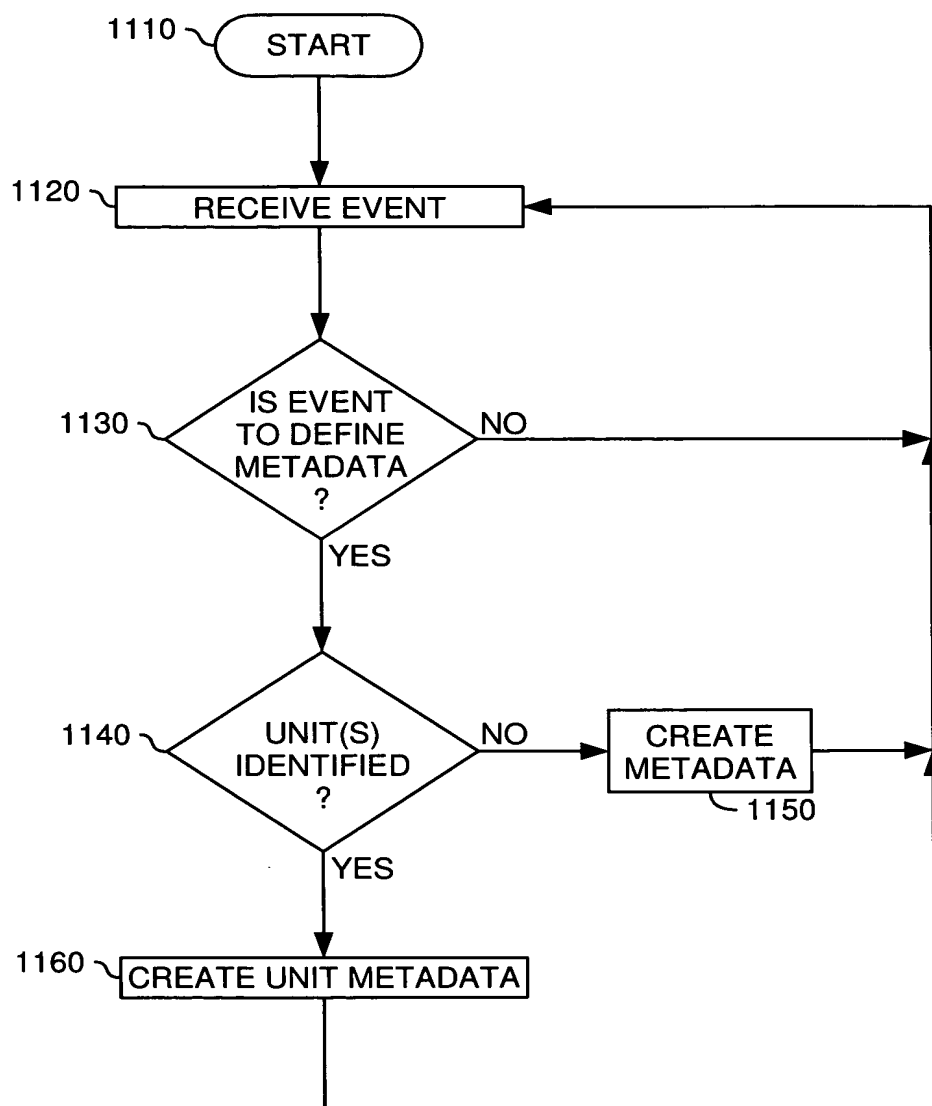 1110
START
1120
RECEIVE EVENT
1130
IS EVENT
TO DEFINE
METADATA
?
NO
YES
1140
UNIT(S)
IDENTIFIED
?
NO
CREATE
METADATA
1150
YES
1160
CREATE UNIT METADATA